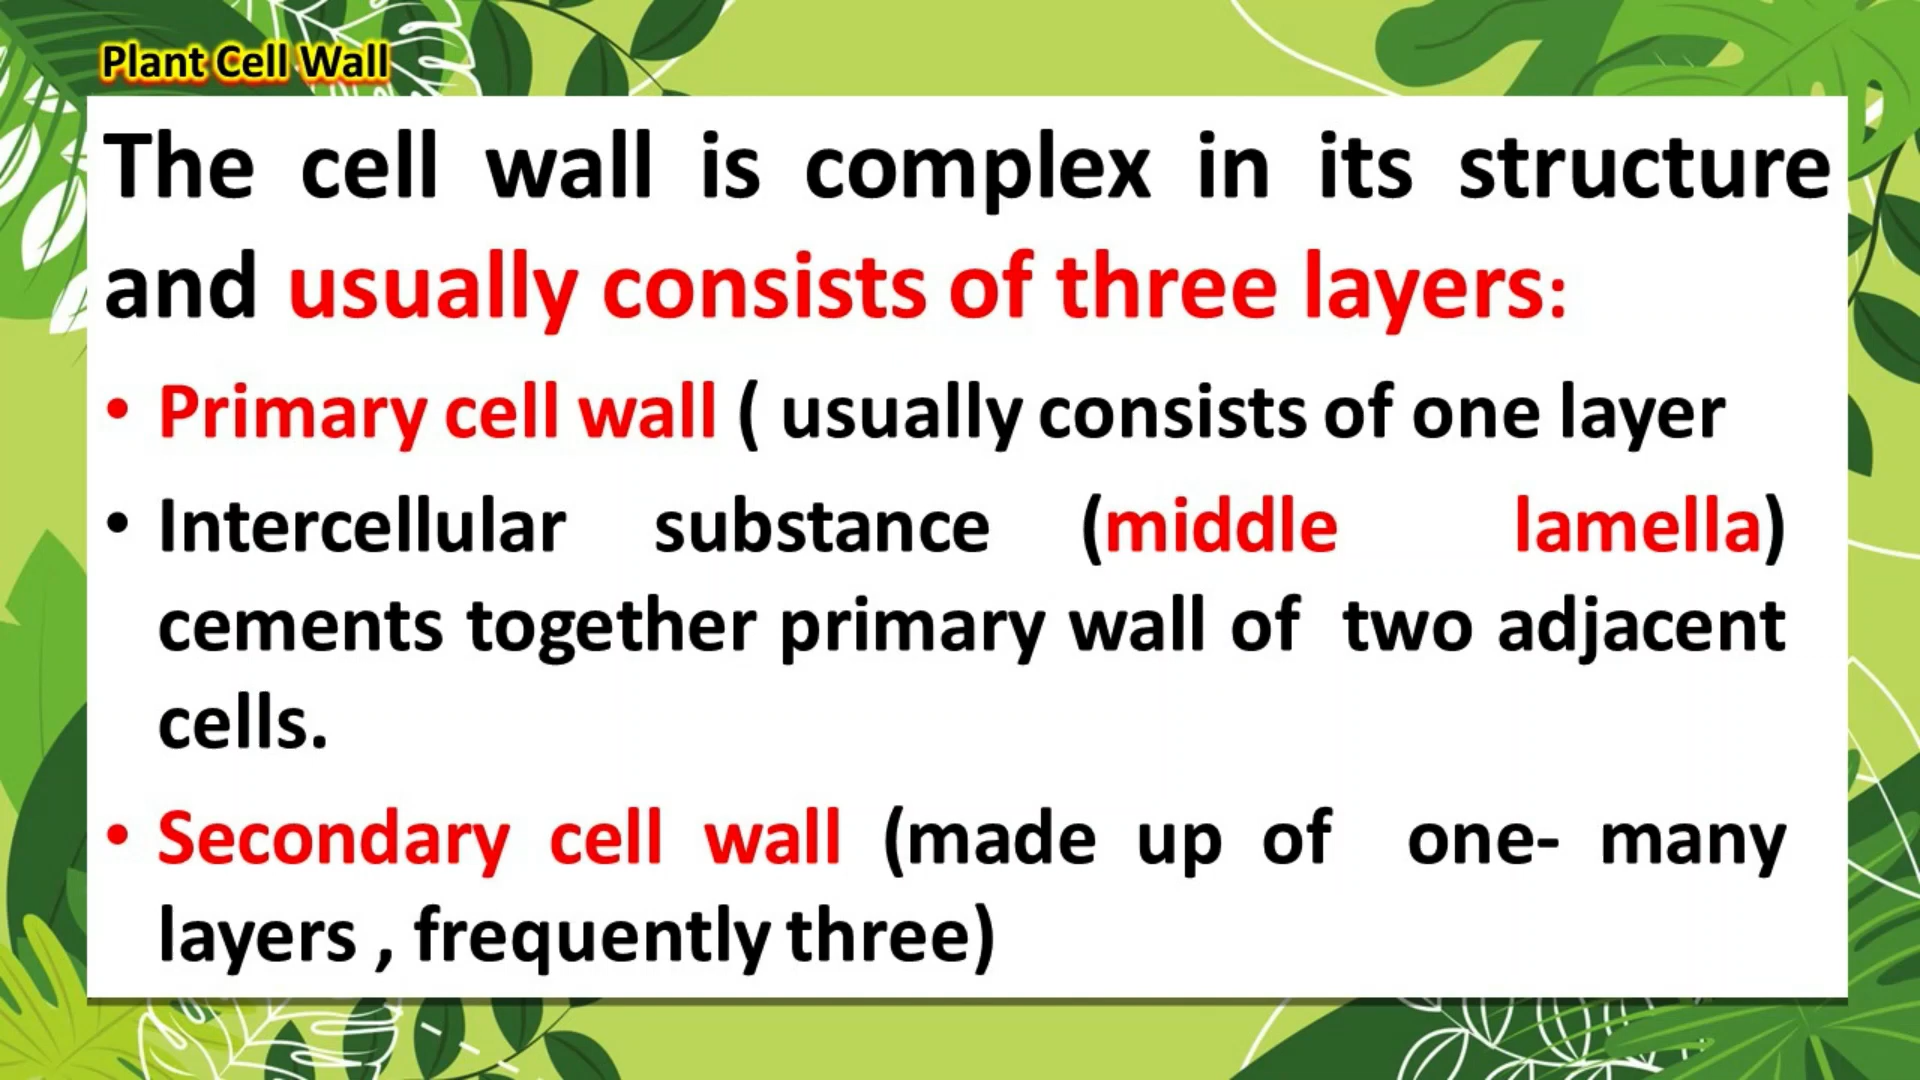 Plant Cell Wall
The cell wall is complex in its structure
and usually consists of three layers:
• Primary cell wall ( usually consists of one layer
• Intercellular substance (middle lamella)
cements together primary wall of two adjacent
cells.
• Secondary cell wall (made up of one- many
layers , frequently three)